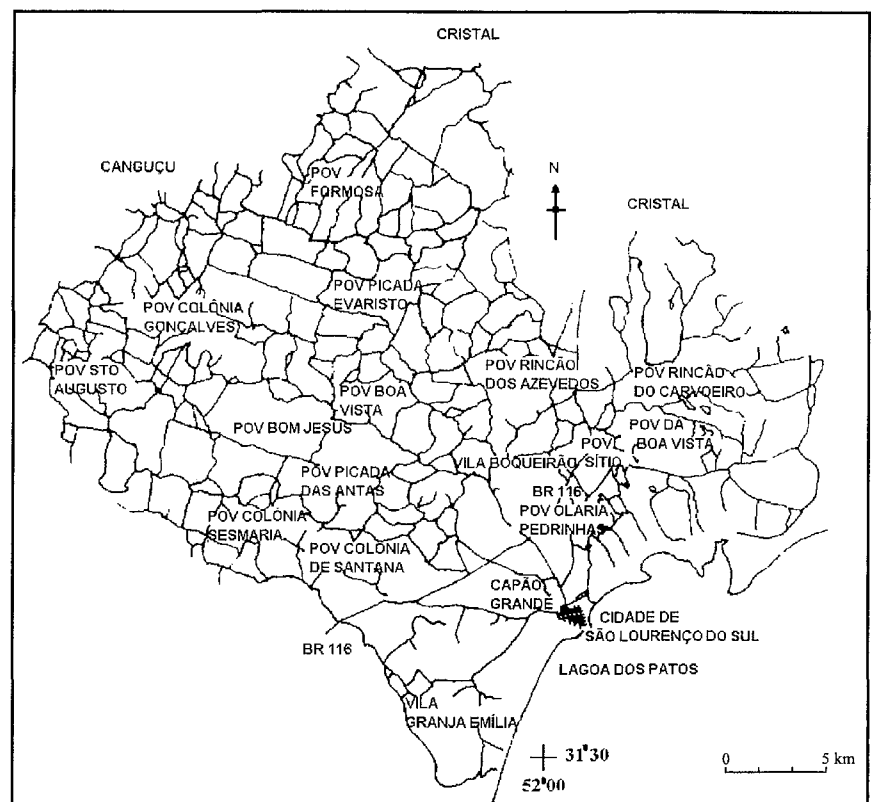 CRISTAL
CANGUÇU
POV
FORMOSA
N
CRISTAL
POV PICADA
EVARISTO
POV COLÔNIA
GONÇALVES
POV RINCÃO
DOS AZEVEDOS
POV STO
AUGUSTO
POV RINCÃO
DO CARVOEIRO
POV BOA
VISTA
POV DA
BOA VISTA
POV BOM JESUS
POV
SÍTIO
VILA BOQUEIRÃO
POV PICADA
DAS ANTAS
BR 116
POV OLARIA
PEDRINHAS
POV COLÔNIA
SESMARIA
POV COLÔNIA
DE SANTANA
CAPÃO
GRANDE
CIDADE DE
SÃO LOURENÇO DO SUL
BR 116
LAGOA DOS PATOS
VILA
GRANJA EMÍLIA
31°30
52°00
0 5 km